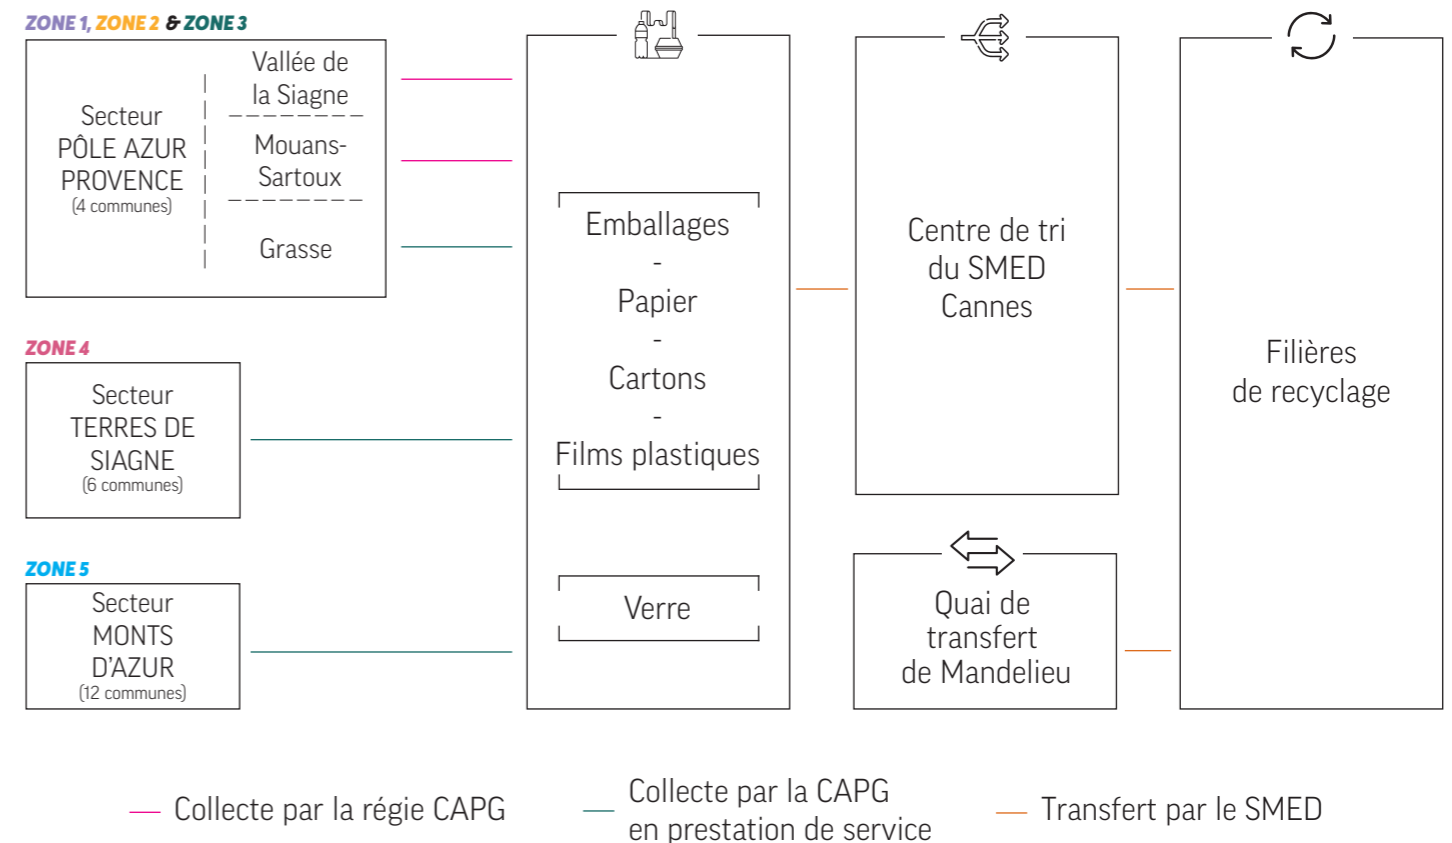 ZONE 1, ZONE 2 & ZONE 3
Secteur
PÔLE AZUR
PROVENCE
(4 communes)
Vallée de
la Siagne
Mouans-
Sartoux
Grasse
ZONE 4
Secteur
TERRES DE
SIAGNE
(6 communes)
ZONE 5
Secteur
MONTS
D'AZUR
(12 communes)
Emballages
-
Papier
-
Cartons
-
Films plastiques
Verre
Centre de tri
du SMED
Cannes
Quai de
transfert
de Mandelieu
Filières
de recyclage
Collecte par la régie CAPG
Collecte par la CAPG
en prestation de service
Transfert par le SMED